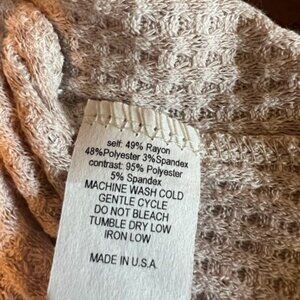 self: 49% Rayon
48%Polyester 3%Spandex
contrast: 95% Polyester
5% Spandex
MACHINE WASH COLD
GENTLE CYCLE
DO NOT BLEACH
TUMBLE DRY LOW
IRON LOW
MADE IN U.S.A